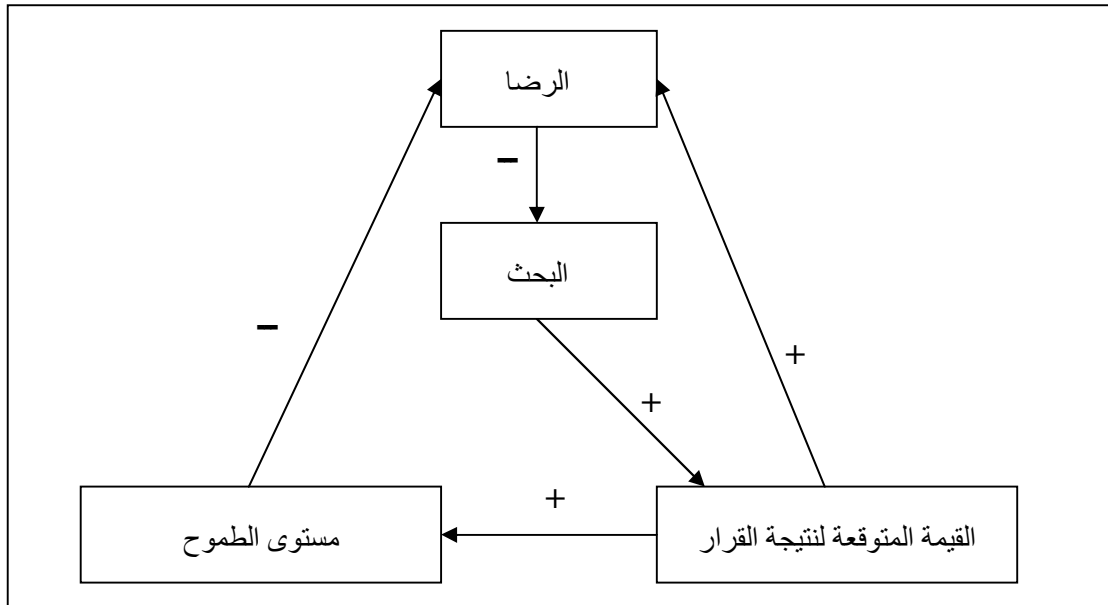 الرضا
–
البحث
–
+
+
+
القيمة المتوقعة لنتيجة القرار
مستوى الطموح